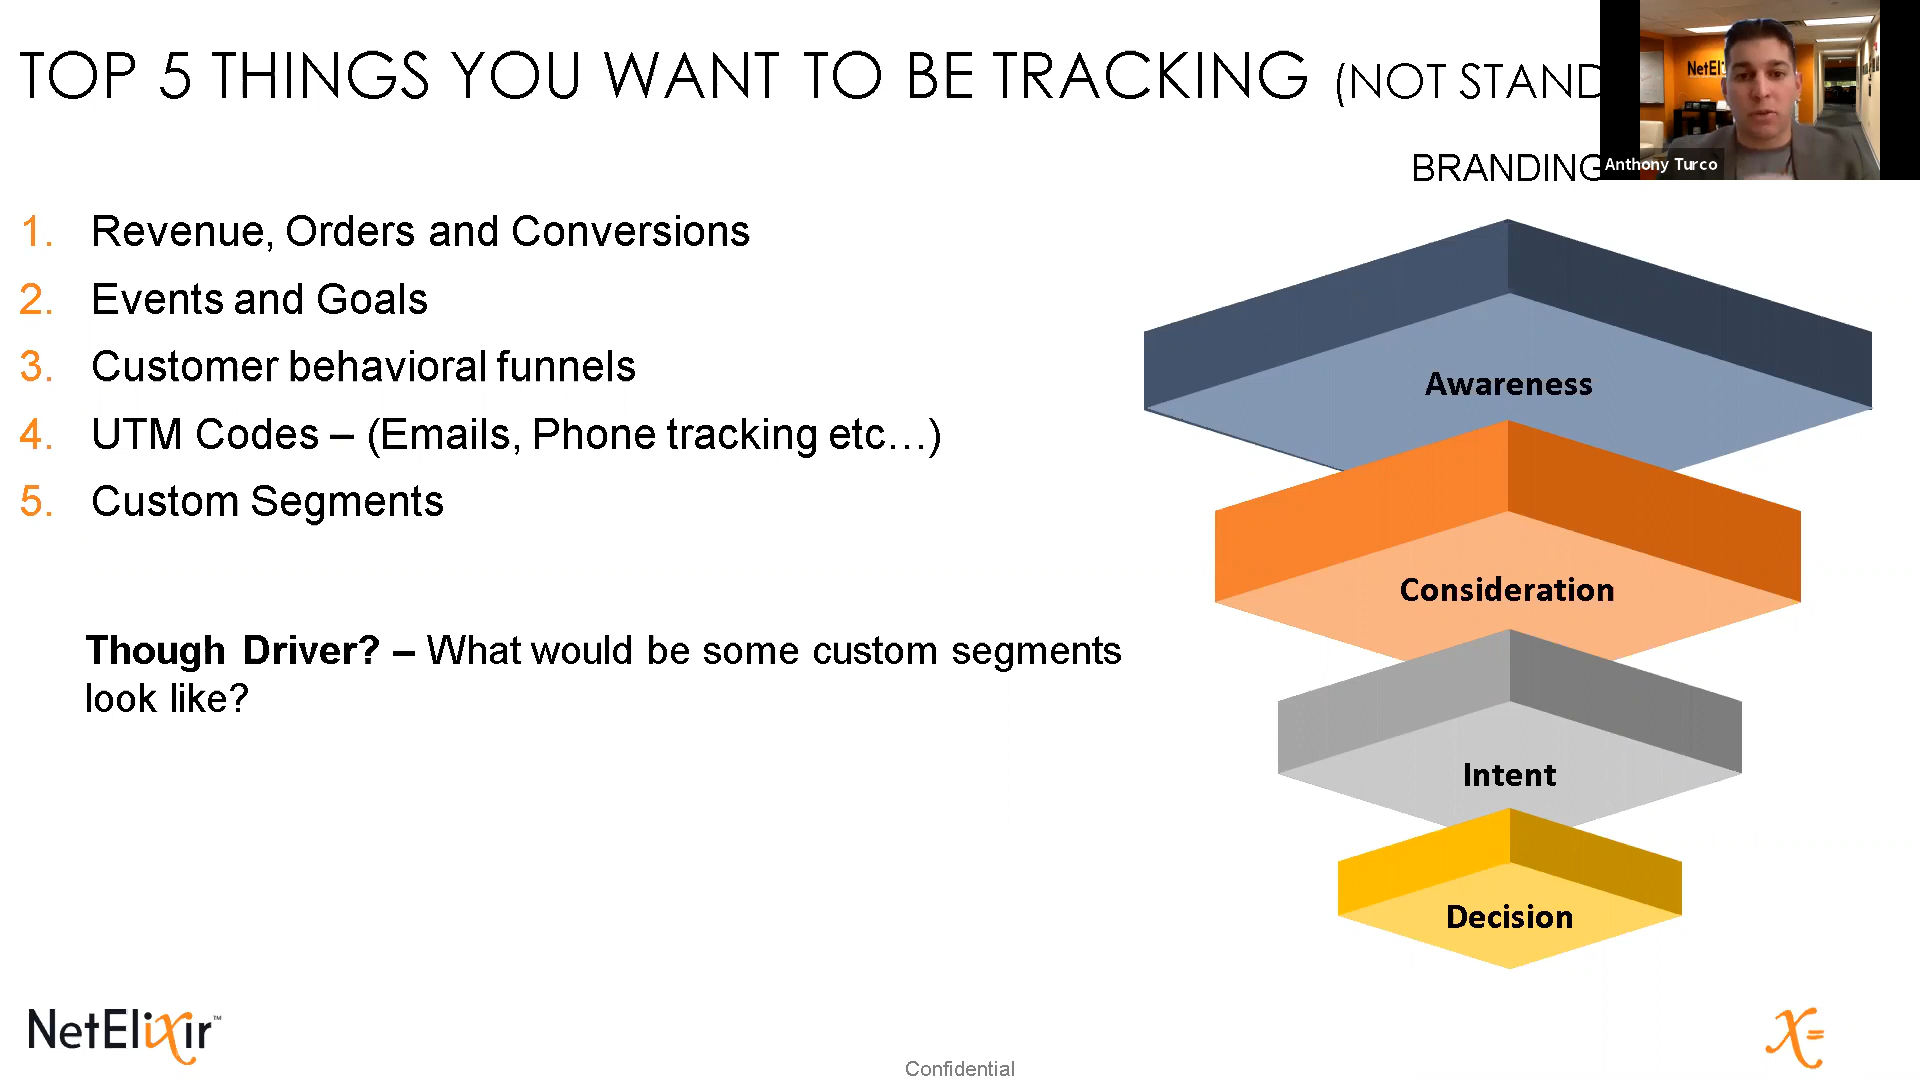 TOP 5 THINGS YOU WANT TO BE TRACKING (NOT STAND
NetEl
Anthony Turco
BRANDING
1. Revenue, Orders and Conversions
2. Events and Goals
3. Customer behavioral funnels
4. UTM Codes – (Emails, Phone tracking etc…)
5. Custom Segments
Though Driver? – What would be some custom segments
look like?
Awareness
Consideration
Intent
Decision
NetElixir™
Confidential
X=